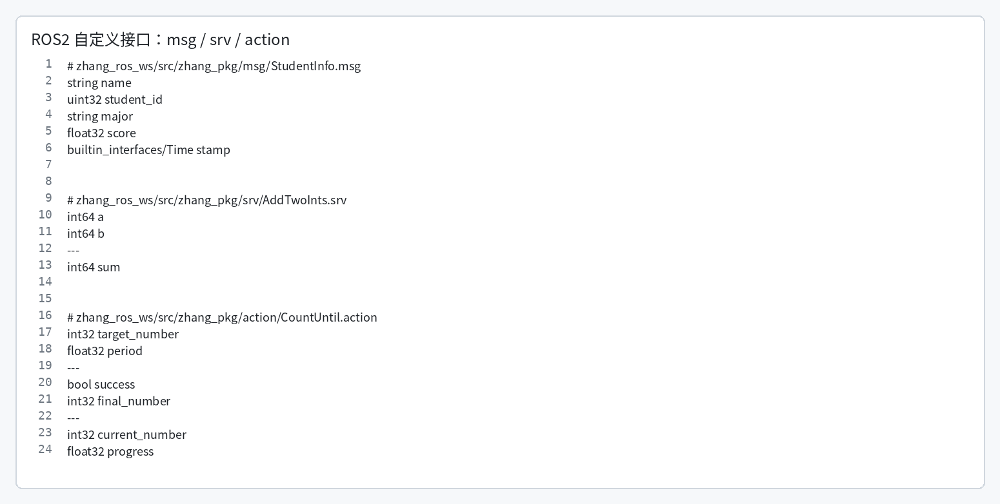 ROS2 自定义接口：msg / srv / action
1 # zhang_ros_ws/src/zhang_pkg/msg/StudentInfo.msg
2 string name
3 uint32 student_id
4 string major
5 float32 score
6 builtin_interfaces/Time stamp
7
8
9 # zhang_ros_ws/src/zhang_pkg/srv/AddTwoInts.srv
10 int64 a
11 int64 b
12 ---
13 int64 sum
14
15
16 # zhang_ros_ws/src/zhang_pkg/action/CountUntil.action
17 int32 target_number
18 float32 period
19 ---
20 bool success
21 int32 final_number
22 ---
23 int32 current_number
24 float32 progress